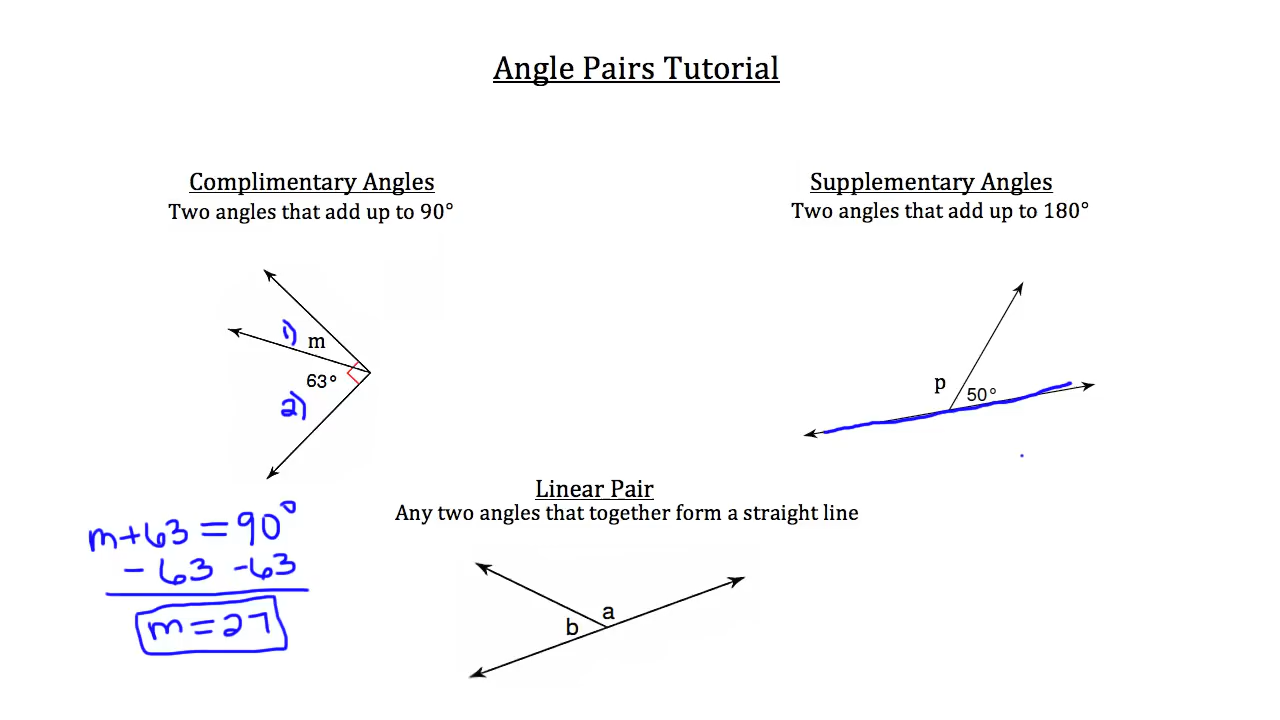 Angle Pairs Tutorial
Complimentary Angles
Two angles that add up to 90°
1)
m
63°
2)
m+63=90°
-63 -63
m=27
Supplementary Angles
Two angles that add up to 180°
p
50°
Linear Pair
Any two angles that together form a straight line
a
b